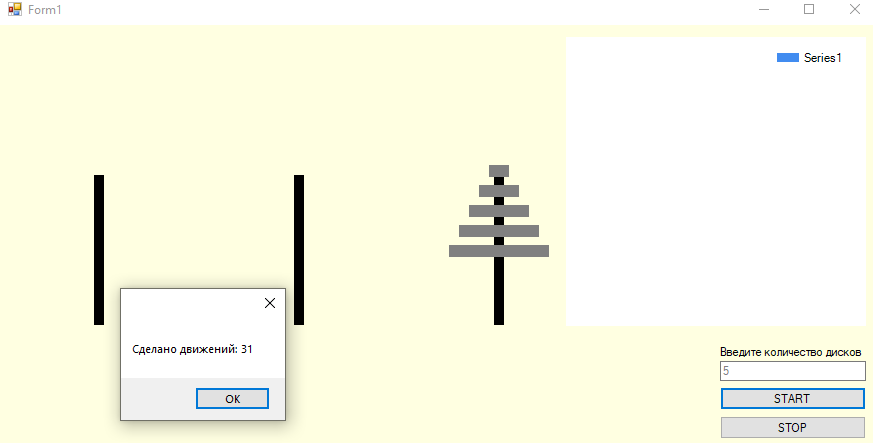 Form1
Series1
Сделано движений: 31
OK
Введите количество дисков
5
START
STOP